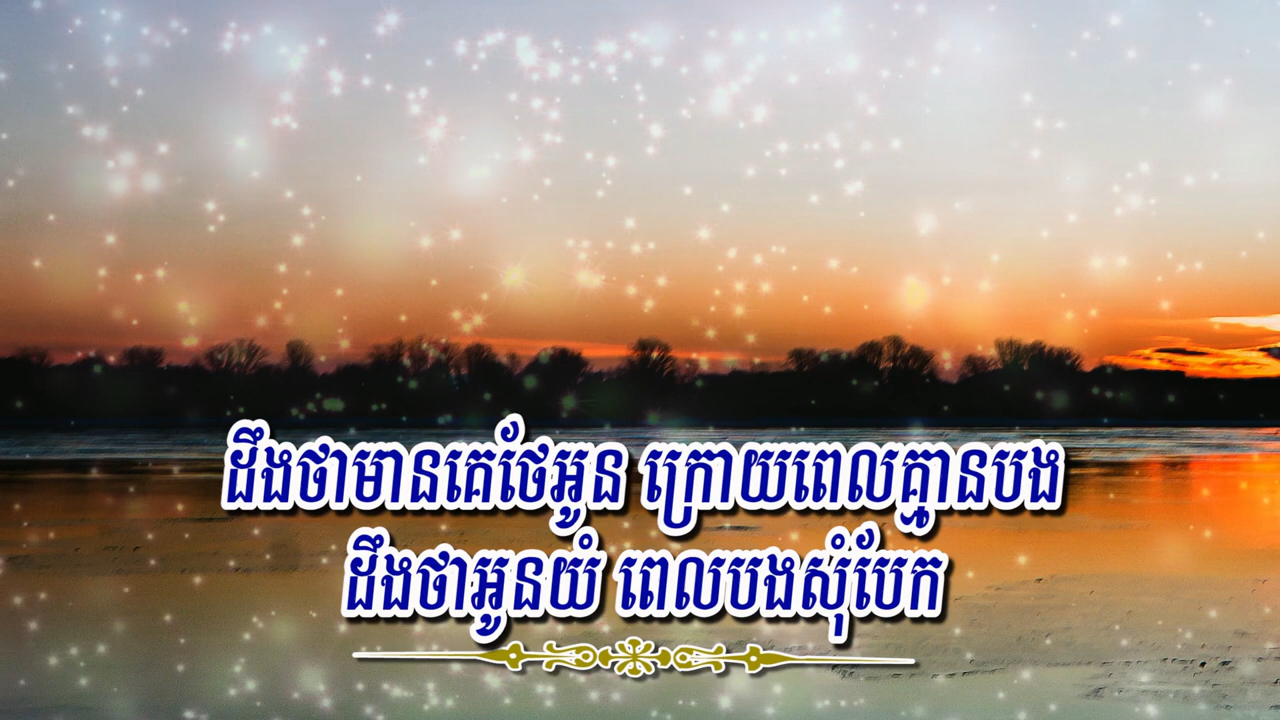 ដឹងថាមានគេថែអូន ក្រោយពេលគ្មានបង
ដឹងថាអូនយំ ពេលបងសុំបែក